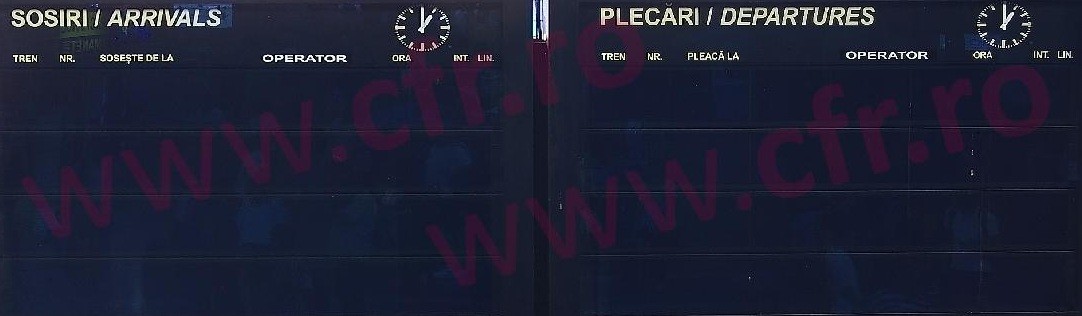 SOSIRI / ARRIVALS
TREN NR. SOSEȘTE DE LA OPERATOR ORA INT. LIN.
PLECĂRI / DEPARTURES
TREN NR. PLEACĂ LA OPERATOR ORA INT. LIN.
www.cfr.ro
www.cfr.ro